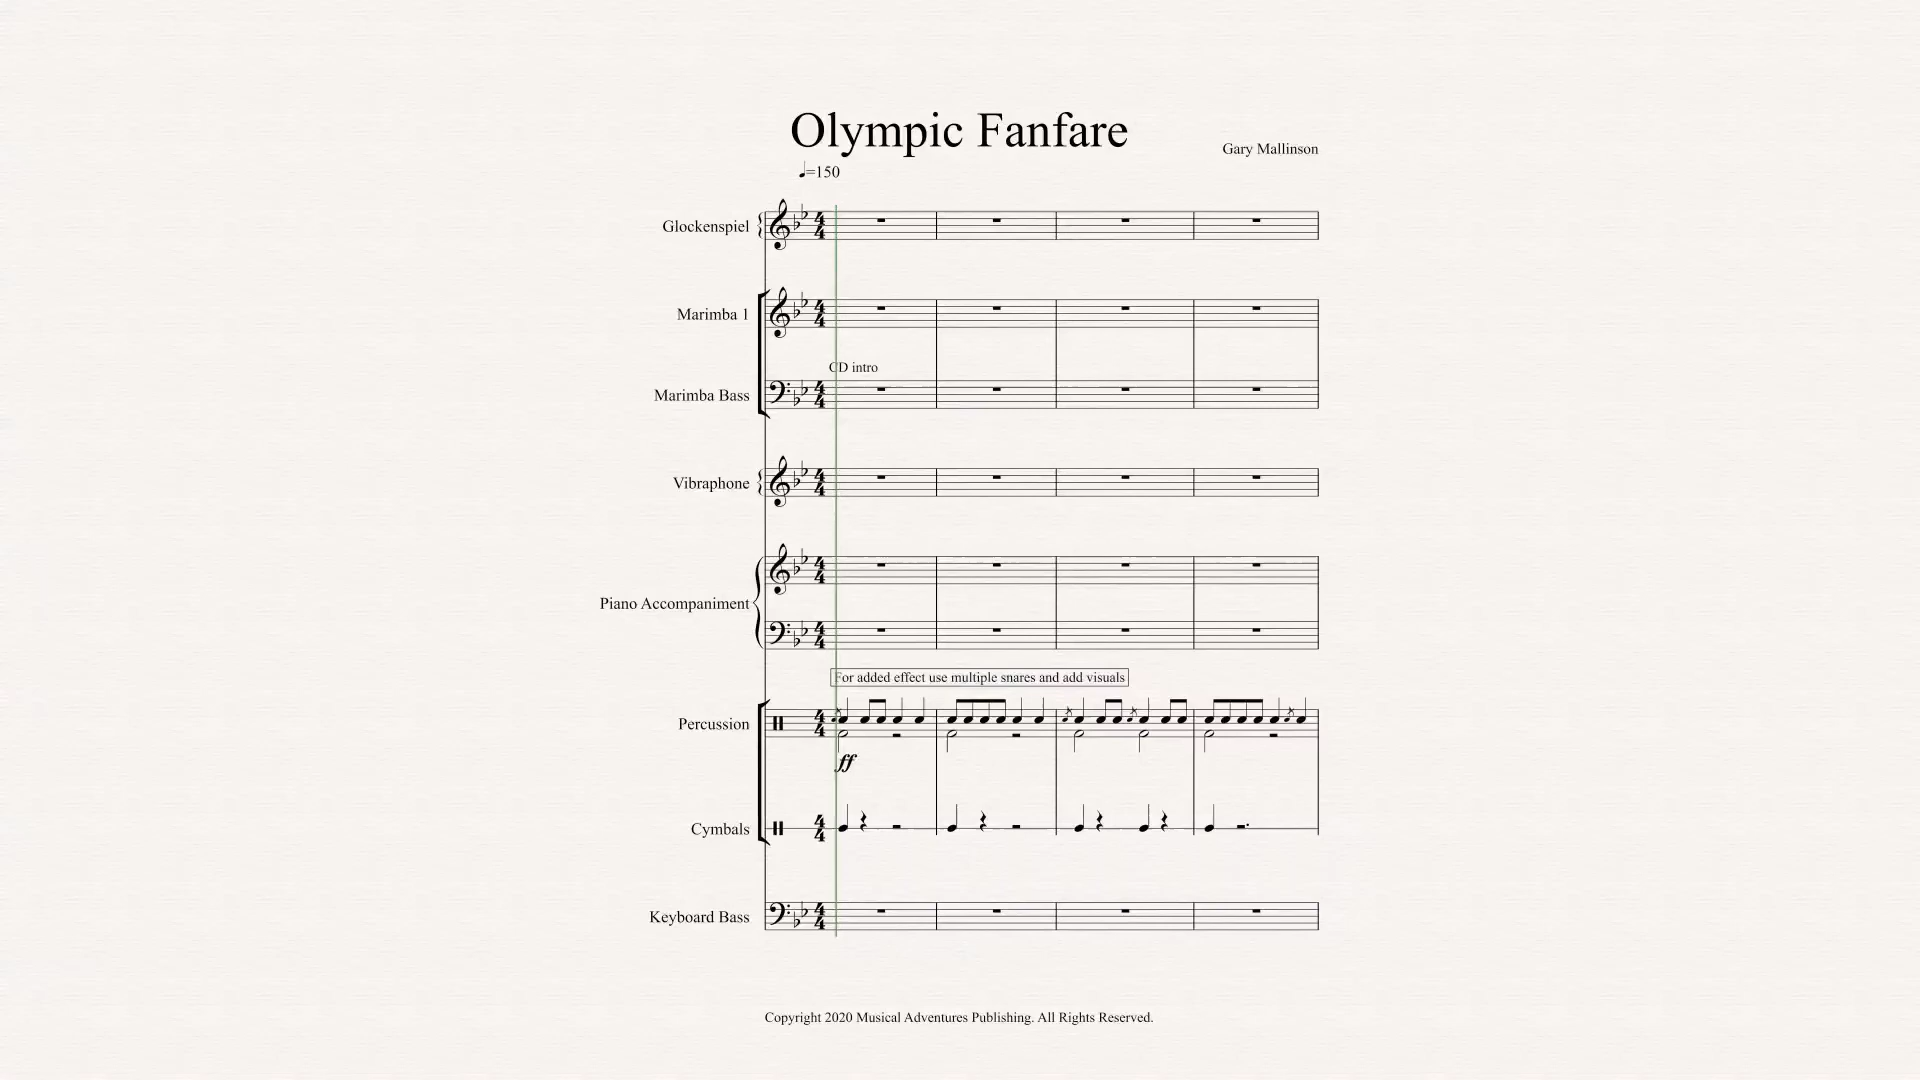 Olympic Fanfare
Gary Mallinson
=150
Glockenspiel
Marimba 1
CD intro
Marimba Bass
Vibraphone
Piano Accompaniment
For added effect use multiple snares and add visuals
Percussion
ff
Cymbals
Keyboard Bass
Copyright 2020 Musical Adventures Publishing. All Rights Reserved.